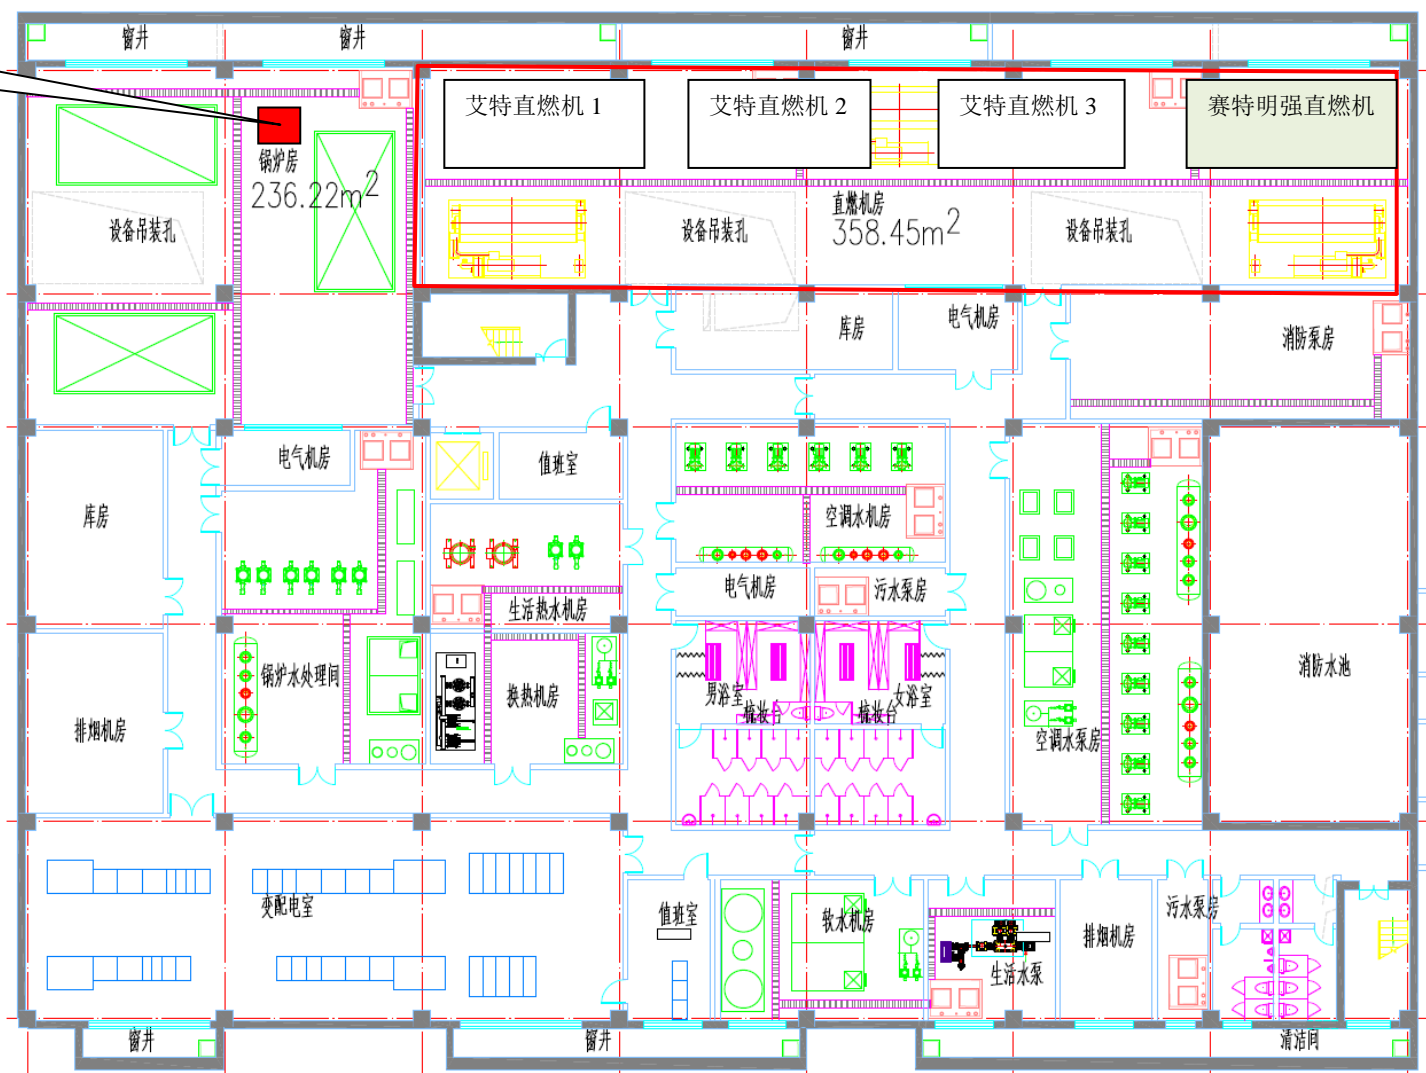 窗井
窗井
窗井
艾特直燃机 1
艾特直燃机 2
艾特直燃机 3
赛特明强直燃机
锅炉房
236.22m²
设备吊装孔
设备吊装孔
直燃机房
358.45m²
设备吊装孔
库房
电气机房
消防泵房
电气机房
值班室
库房
空调水机房
电气机房
污水泵房
生活热水机房
锅炉水处理间
换热机房
男浴室
女浴室
梳妆台
梳妆台
消防水池
排烟机房
空调水泵房
变配电室
值班室
软水机房
污水泵房
排烟机房
生活水泵
窗井
窗井
清洁间